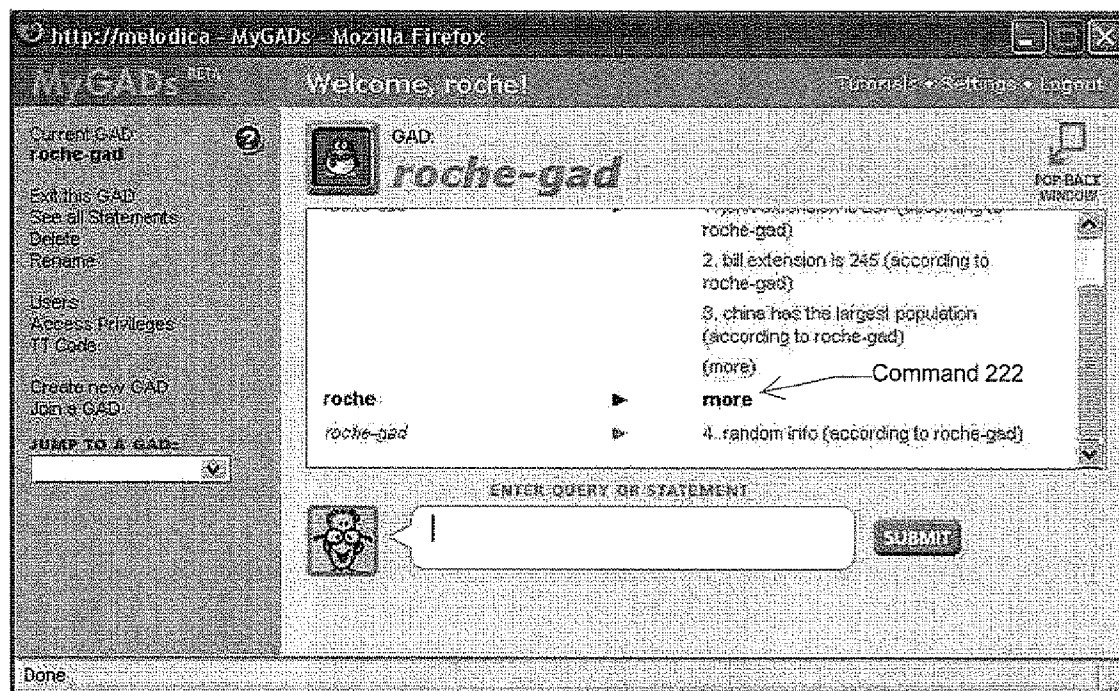 http://melodica - MyGADs - Mozilla Firefox
MyGADs BETA
Welcome, roche!
Tutorials • Settings • Logout
Current GAD:
roche-gad
Exit this GAD
See all Statements
Delete
Rename
Users
Access Privileges
TT Code
Create new GAD
Join a GAD
JUMP TO A GAD:
GAD:
roche-gad
POP-BACK
WINDOW
roche-gad)
2. bill extension is 245 (according to
roche-gad)
3. china has the largest population
(according to roche-gad)
(more)
Command 222
roche
more
roche-gad
4. random info (according to roche-gad)
ENTER QUERY OR STATEMENT
SUBMIT
Done